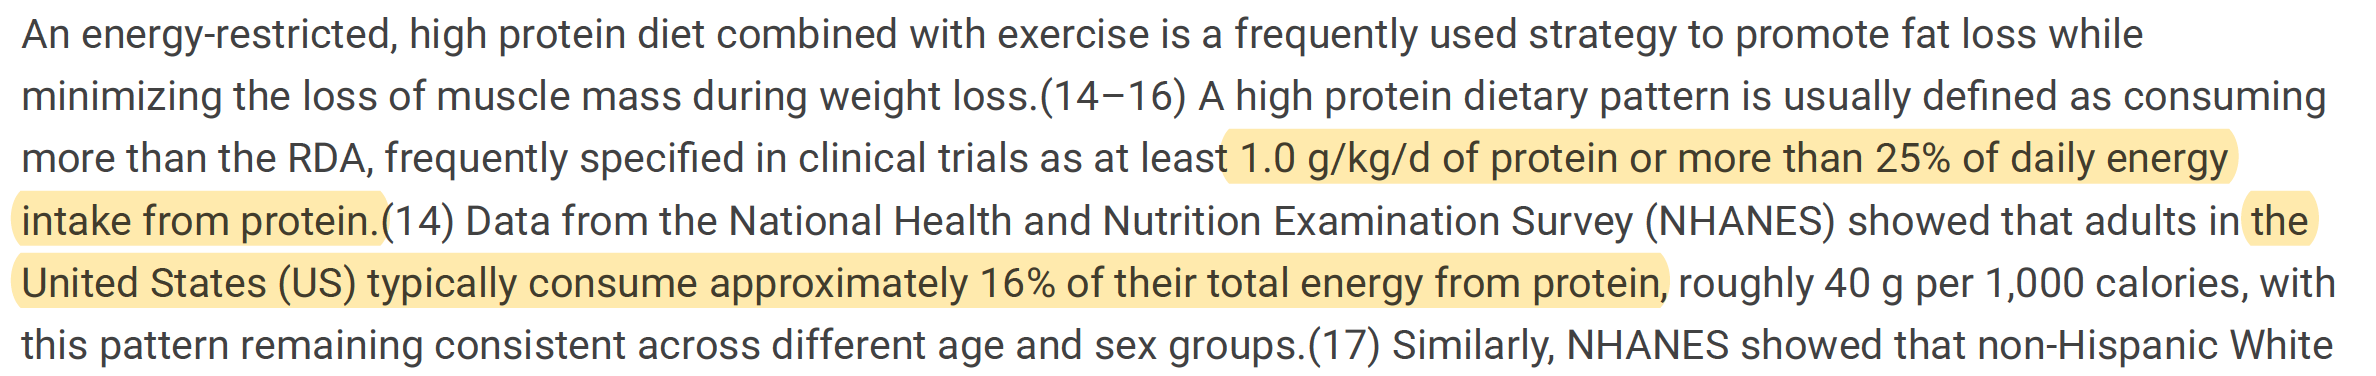 An energy-restricted, high protein diet combined with exercise is a frequently used strategy to promote fat loss while
minimizing the loss of muscle mass during weight loss.(14–16) A high protein dietary pattern is usually defined as consuming
more than the RDA, frequently specified in clinical trials as at least 1.0 g/kg/d of protein or more than 25% of daily energy
intake from protein.(14) Data from the National Health and Nutrition Examination Survey (NHANES) showed that adults in the
United States (US) typically consume approximately 16% of their total energy from protein, roughly 40 g per 1,000 calories, with
this pattern remaining consistent across different age and sex groups.(17) Similarly, NHANES showed that non-Hispanic White